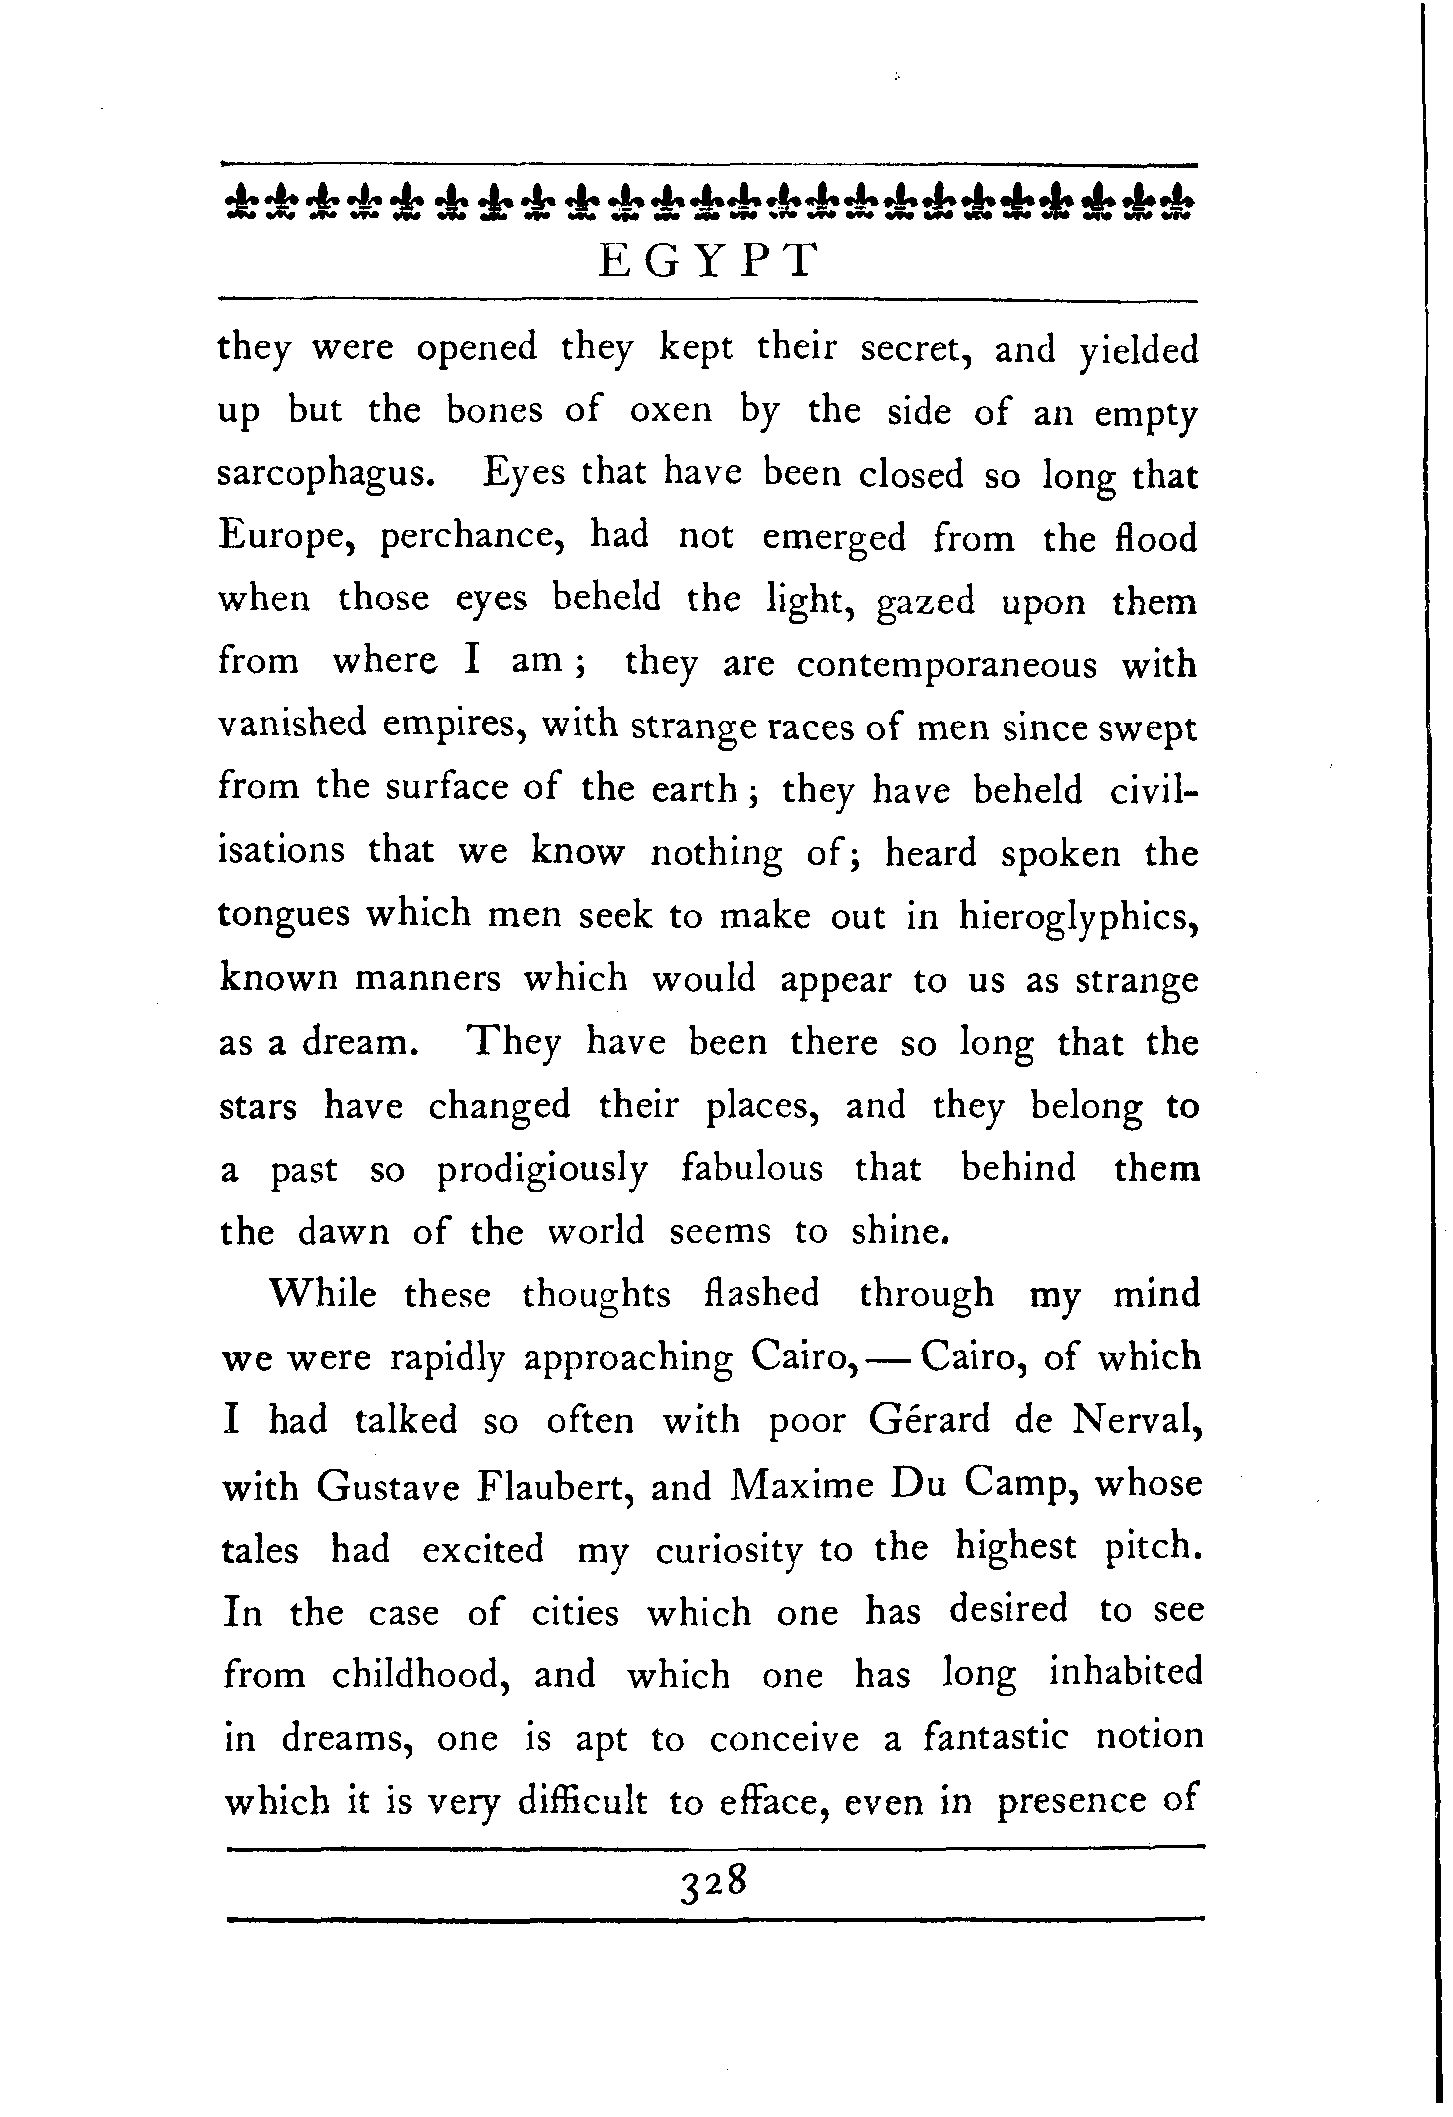 EGYPT
they were opened they kept their secret, and yielded
up but the bones of oxen by the side of an empty
sarcophagus. Eyes that have been closed so long that
Europe, perchance, had not emerged from the flood
when those eyes beheld the light, gazed upon them
from where I am ; they are contemporaneous with
vanished empires, with strange races of men since swept
from the surface of the earth ; they have beheld civil-
isations that we know nothing of; heard spoken the
tongues which men seek to make out in hieroglyphics,
known manners which would appear to us as strange
as a dream. They have been there so long that the
stars have changed their places, and they belong to
a past so prodigiously fabulous that behind them
the dawn of the world seems to shine.
While these thoughts flashed through my mind
we were rapidly approaching Cairo,— Cairo, of which
I had talked so often with poor Gérard de Nerval,
with Gustave Flaubert, and Maxime Du Camp, whose
tales had excited my curiosity to the highest pitch.
In the case of cities which one has desired to see
from childhood, and which one has long inhabited
in dreams, one is apt to conceive a fantastic notion
which it is very difficult to efface, even in presence of
328